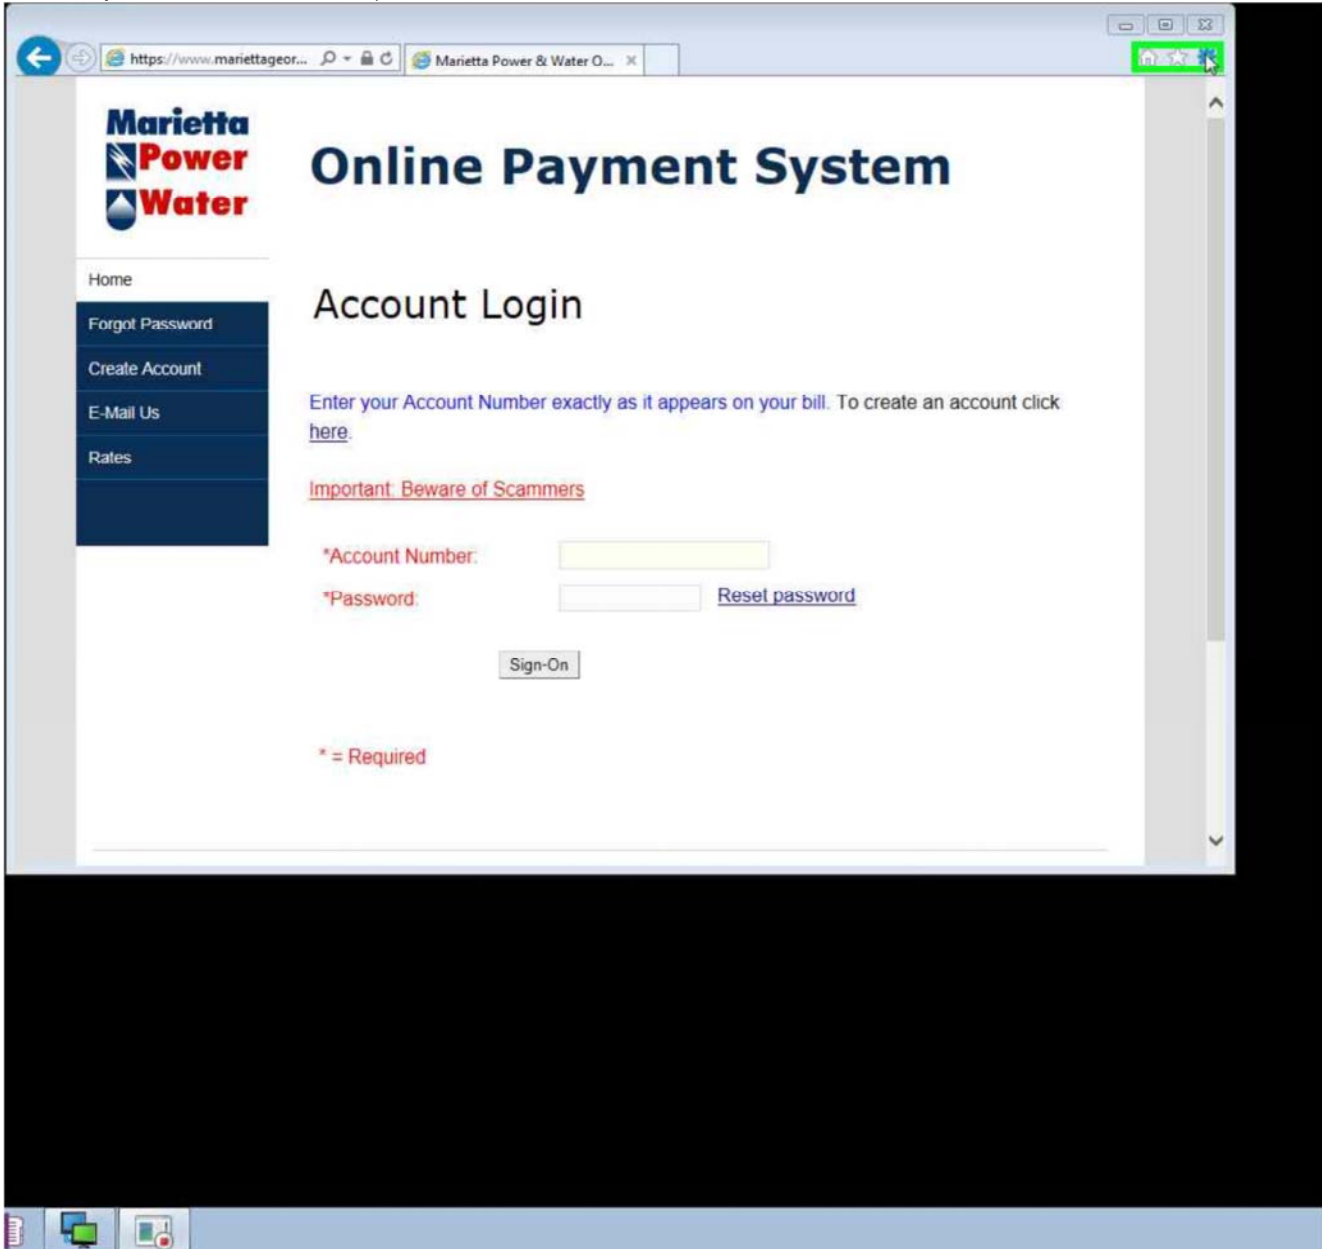 https://www.mariettageor...
Marietta Power & Water O...
Marietta
Power
Water
Online Payment System
Home
Forgot Password
Create Account
E-Mail Us
Rates
Account Login
Enter your Account Number exactly as it appears on your bill. To create an account click
here.
Important: Beware of Scammers
*Account Number:
*Password:
Reset password
Sign-On
* = Required